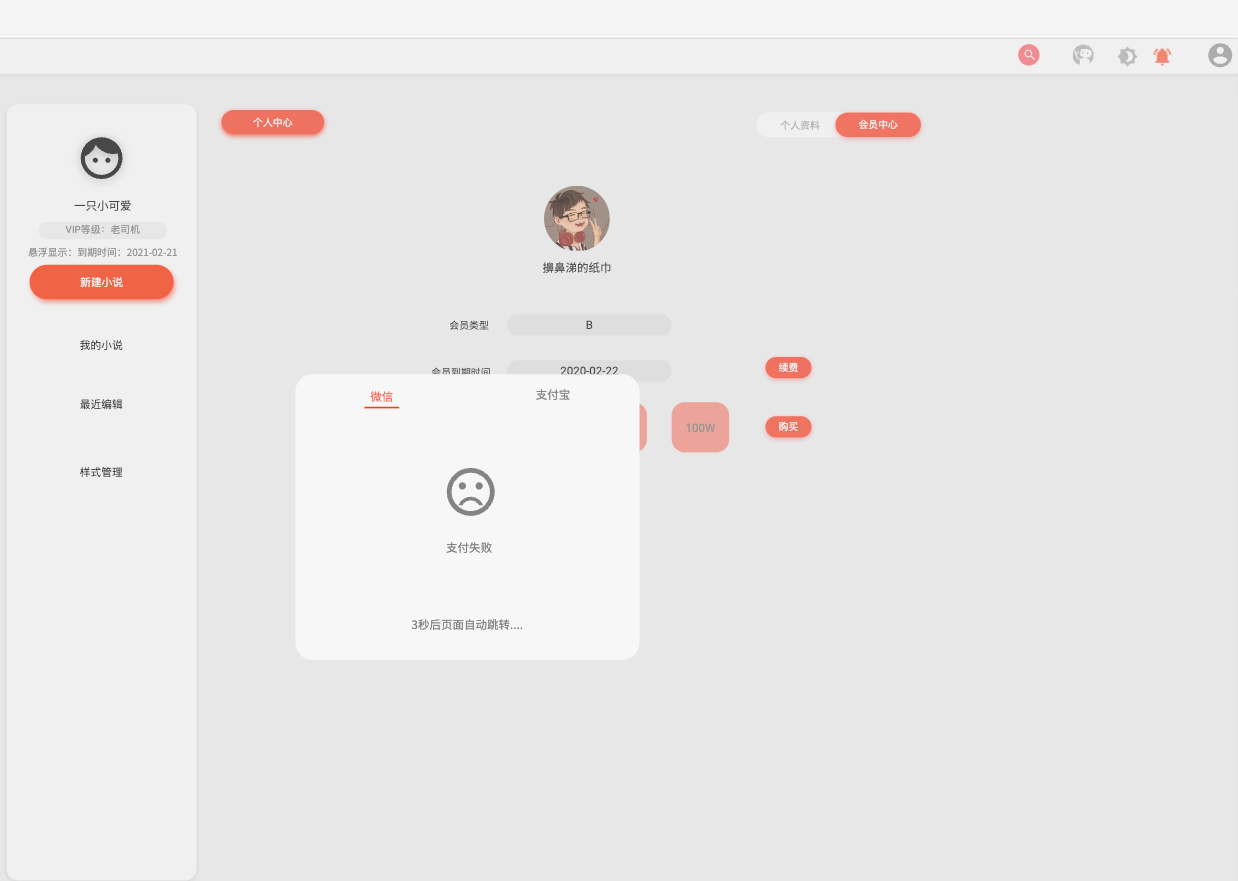 个人中心
个人资料
会员中心
一只小可爱
VIP等级：老司机
悬浮显示：到期时间：2021-02-21
新建小说
我的小说
最近编辑
样式管理
擤鼻涕的纸巾
会员类型
B
会员到期时间
2020-02-22
续费
100W
购买
微信
支付宝
支付失败
3秒后页面自动跳转....